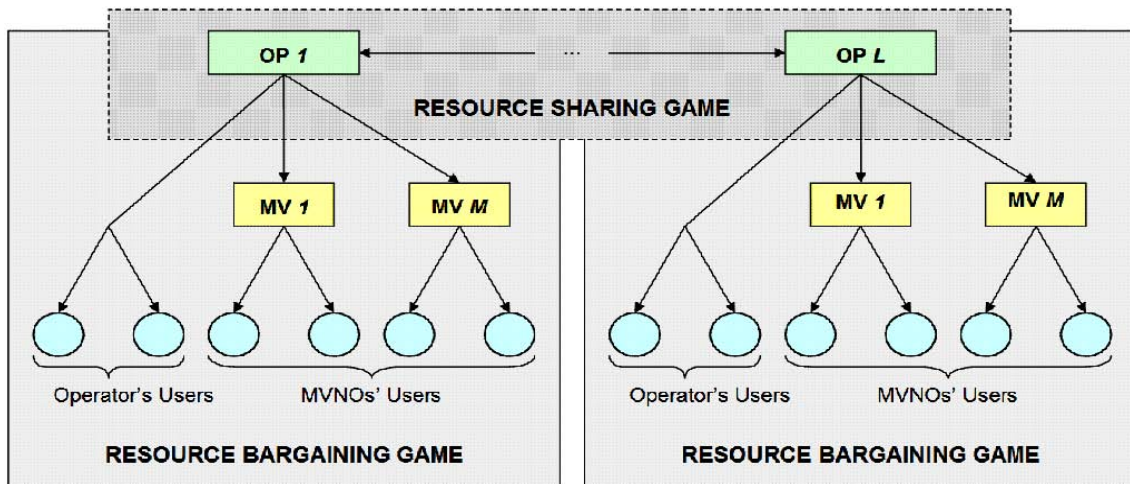 OP 1
...
OP L
RESOURCE SHARING GAME
MV 1
MV M
MV 1
MV M
Operator's Users
MVNOs' Users
Operator's Users
MVNOs' Users
RESOURCE BARGAINING GAME
RESOURCE BARGAINING GAME